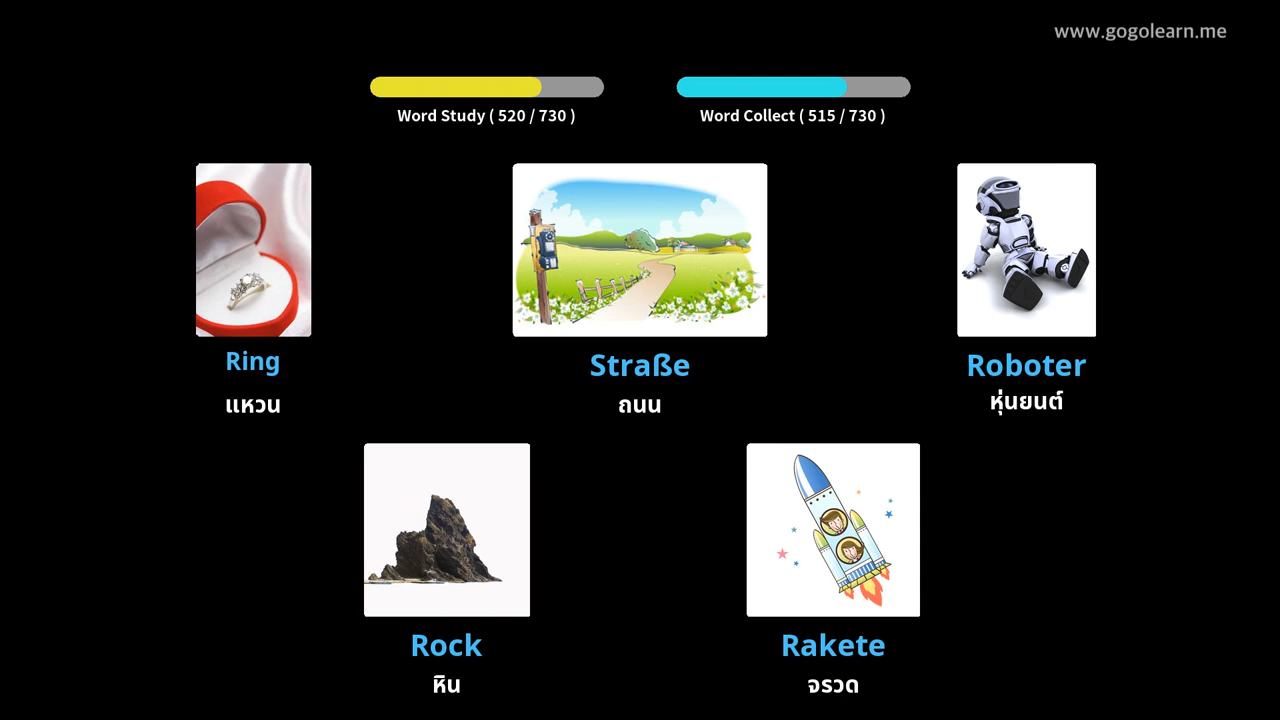 www.gogolearn.me
Word Study ( 520 / 730 )
Word Collect ( 515 / 730 )
Ring
แหวน
Straße
ถนน
Roboter
หุ่นยนต์
Rock
หิน
Rakete
จรวด